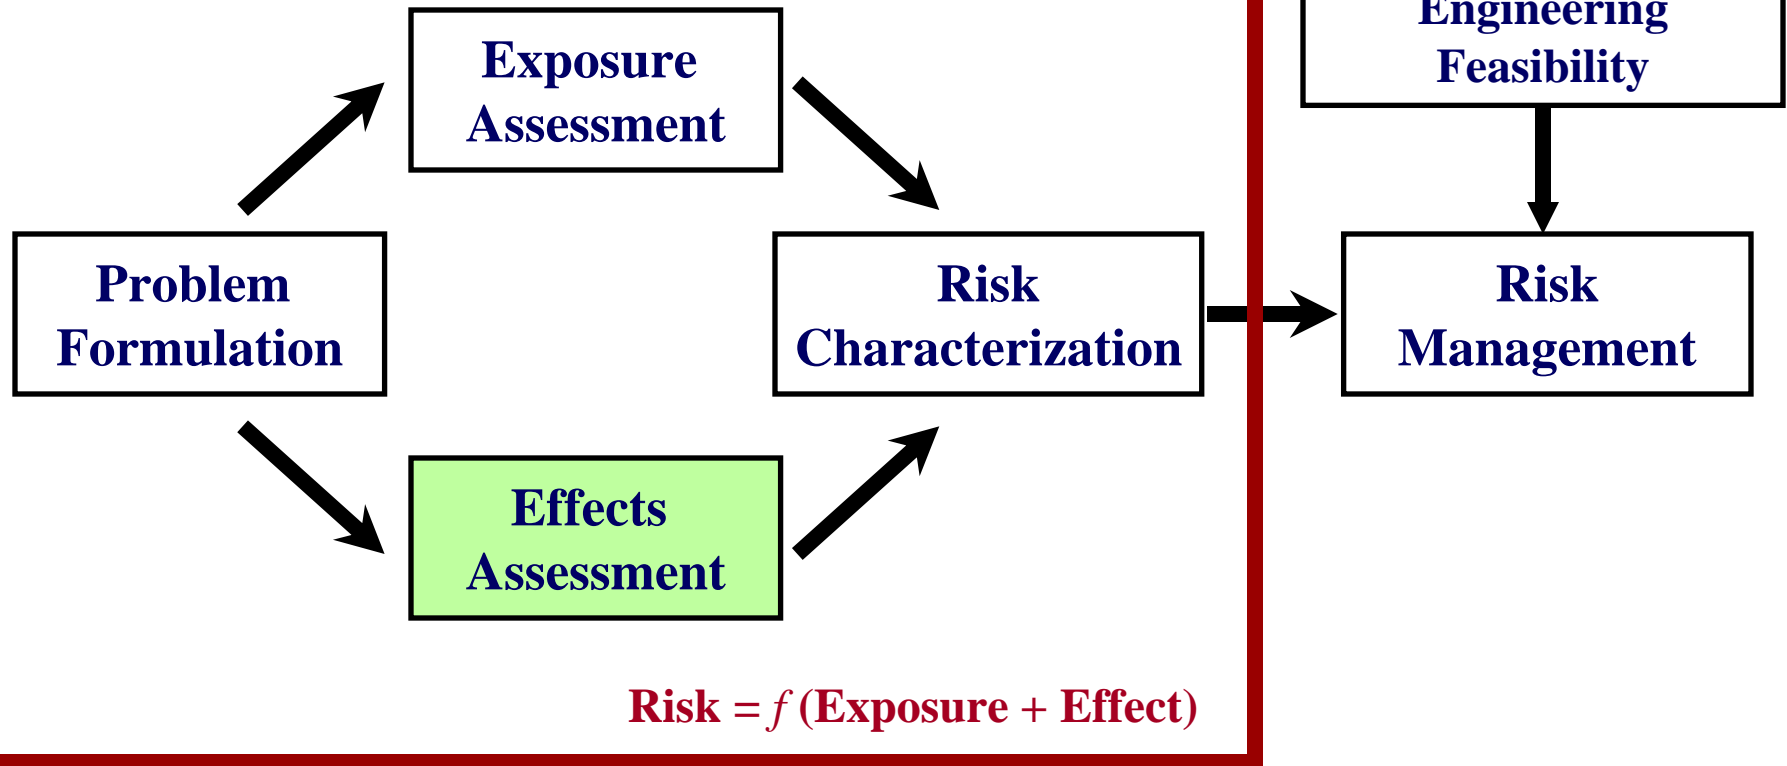 Exposure
Assessment
Engineering
Feasibility
Problem
Formulation
Risk
Characterization
Risk
Management
Effects
Assessment
Risk = f (Exposure + Effect)